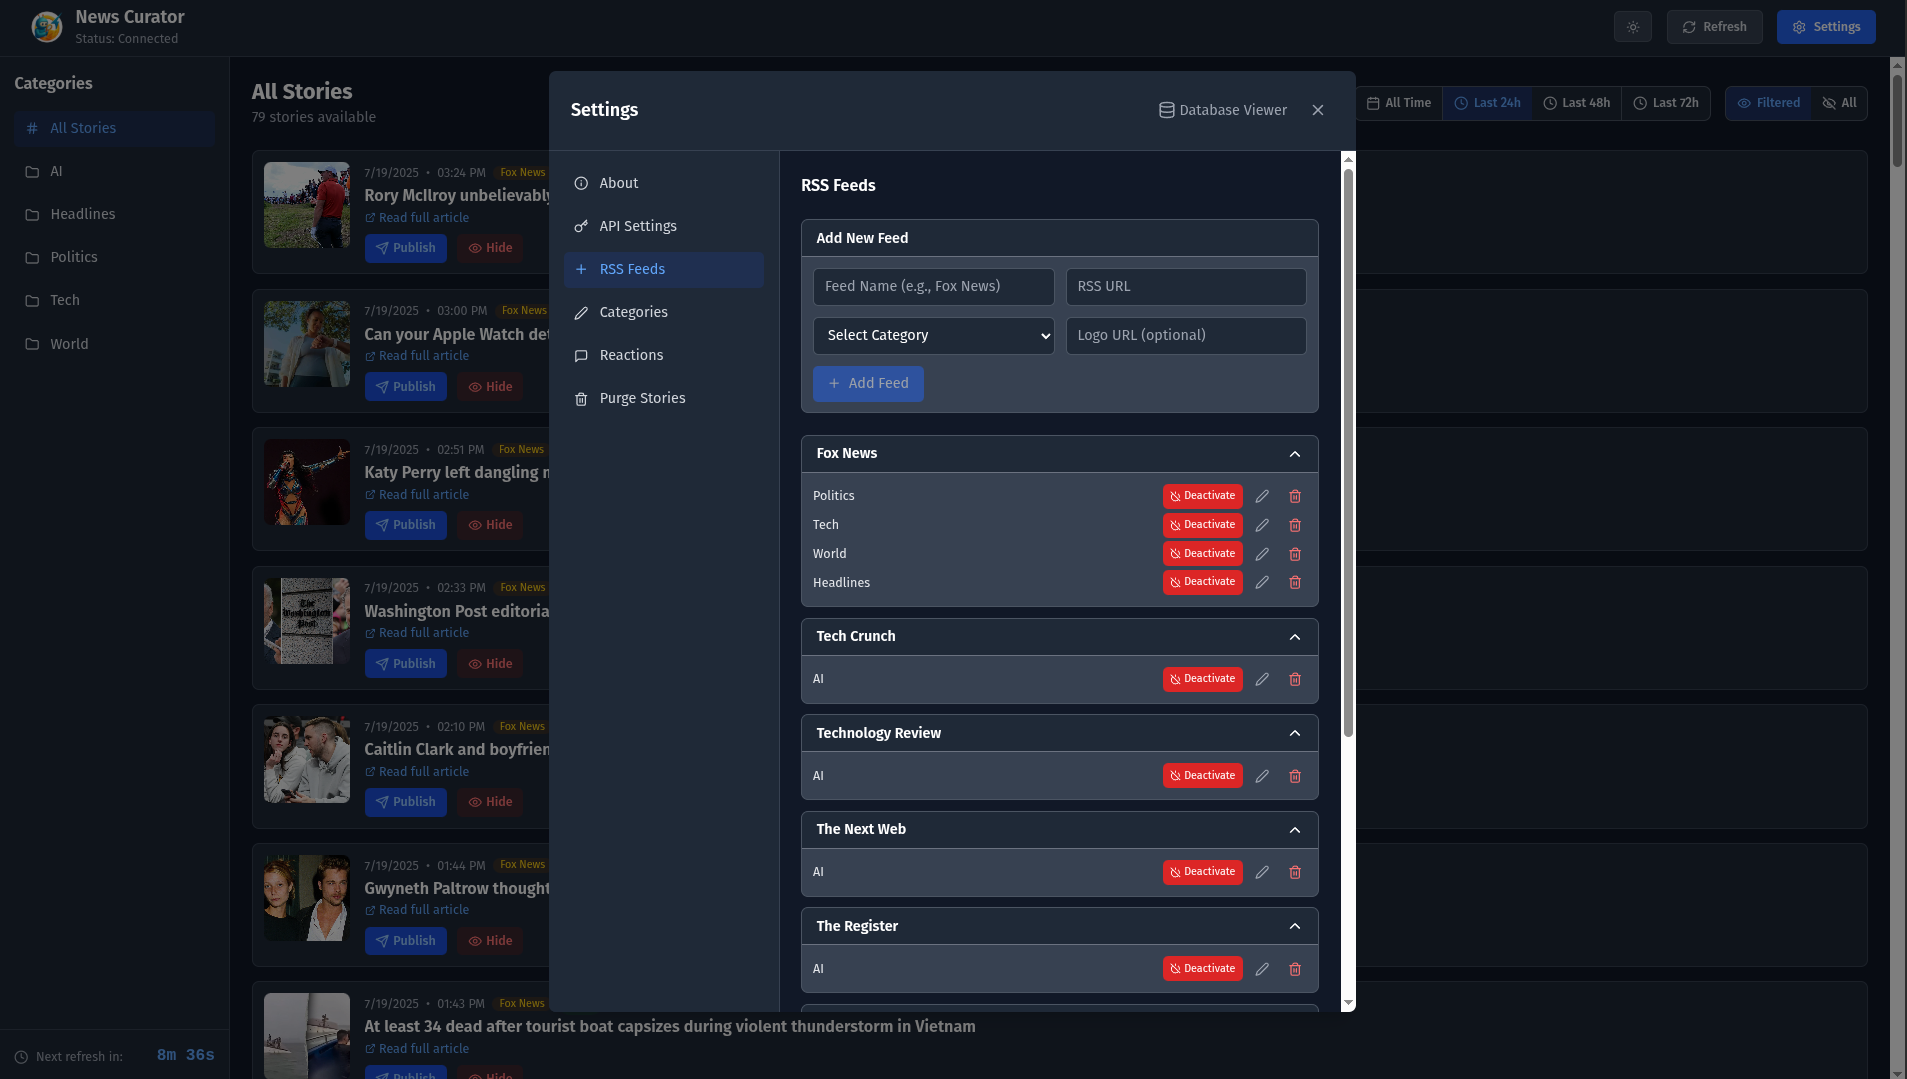 News Curator
Status: Connected
Refresh
Settings
Categories
All Stories
AI
Headlines
Politics
Tech
World
Next refresh in:
8m 36s
All Stories
79 stories available
All Time
Last 24h
Last 48h
Last 72h
Filtered
All
7/19/2025 • 03:24 PM Fox News
Rory McIlroy unbelievably
Read full article
Publish
Hide
7/19/2025 • 03:00 PM Fox News
Can your Apple Watch
Read full article
Publish
Hide
7/19/2025 • 02:51 PM Fox News
Katy Perry left dangling
Read full article
Publish
Hide
The Washington Post
7/19/2025 • 02:33 PM Fox News
Washington Post
Read full article
Publish
Hide
7/19/2025 • 02:10 PM Fox News
Caitlin Clark and
Read full article
Publish
Hide
7/19/2025 • 01:44 PM Fox News
Gwyneth Paltrow thought
Read full article
Publish
Hide
7/19/2025 • 01:43 PM Fox News
At least 34 dead after tourist boat capsizes during violent thunderstorm in Vietnam
Read full article
Publish
Hide
Settings
Database Viewer
About
API Settings
RSS Feeds
Categories
Reactions
Purge Stories
RSS Feeds
Add New Feed
Feed Name (e.g., Fox News)
RSS URL
Select Category
Logo URL (optional)
+ Add Feed
Fox News
Politics
Deactivate
Tech
Deactivate
World
Deactivate
Headlines
Deactivate
Tech Crunch
AI
Deactivate
Technology Review
AI
Deactivate
The Next Web
AI
Deactivate
The Register
AI
Deactivate